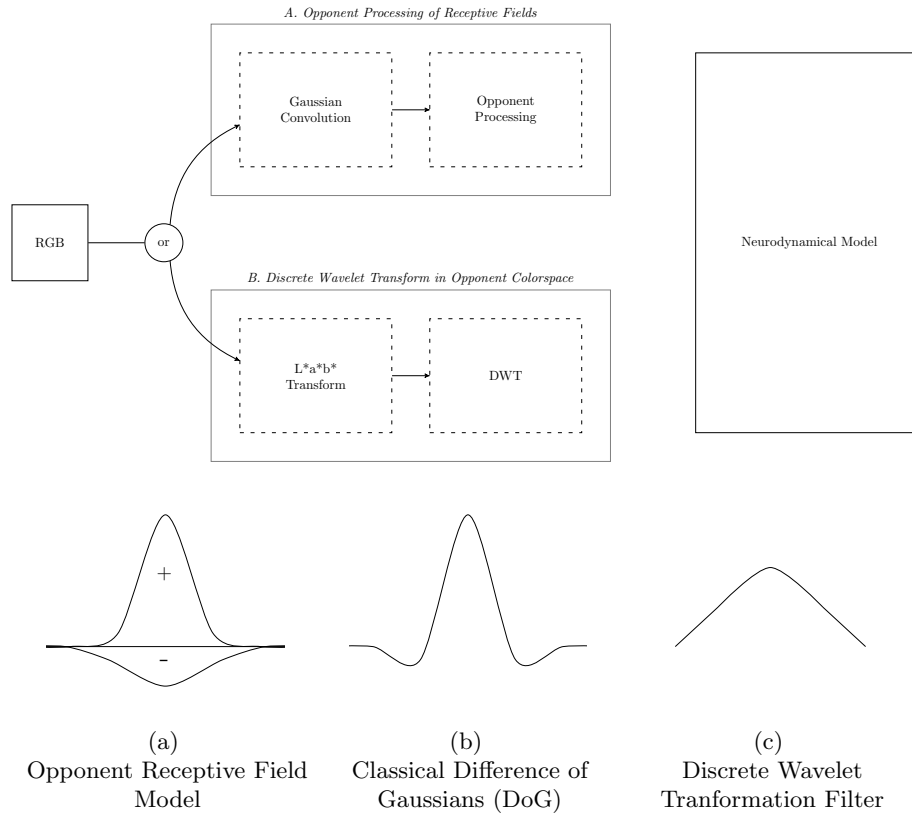 A. Opponent Processing of Receptive Fields
Gaussian
Convolution
Opponent
Processing
RGB
or
Neurodynamical Model
B. Discrete Wavelet Transform in Opponent Colorspace
L*a*b*
Transform
DWT
+
-
(a)
Opponent Receptive Field
Model
(b)
Classical Difference of
Gaussians (DoG)
(c)
Discrete Wavelet
Tranformation Filter